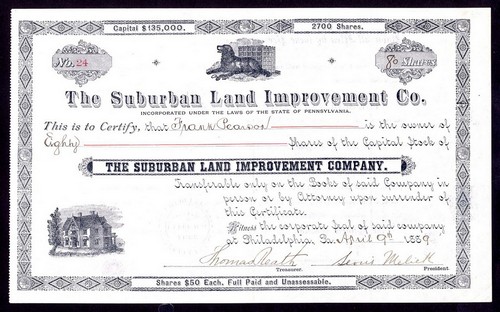 Capital $135,000. 2700 Shares.
No. 24 80 Shares
The Suburban Land Improvement Co.
INCORPORATED UNDER THE LAWS OF THE STATE OF PENNSYLVANIA.
This is to Certify, that Frank Pearson is the owner of
Eighty Shares of the Capital Stock of
THE SUBURBAN LAND IMPROVEMENT COMPANY.
Transferable only on the Books of said Company in
person or by Attorney upon surrender of
this Certificate.
Witness the corporate seal of said company
at Philadelphia Pa. April 9th 1889.
Thomas Reath
Treasurer. President.
Shares $50 Each, Full Paid and Unassessable.